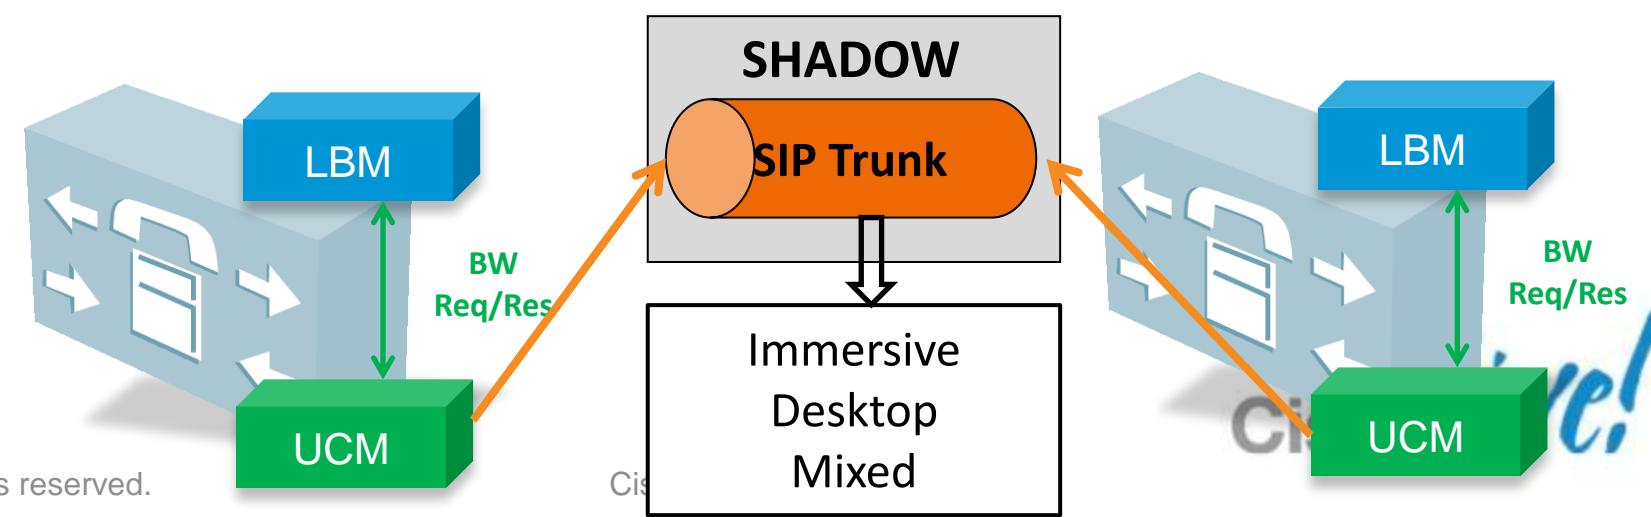 SHADOW
LBM
SIP Trunk
LBM
BW
Req/Res
BW
Req/Res
Immersive
Desktop
Mixed
UCM
UCM
s reserved.